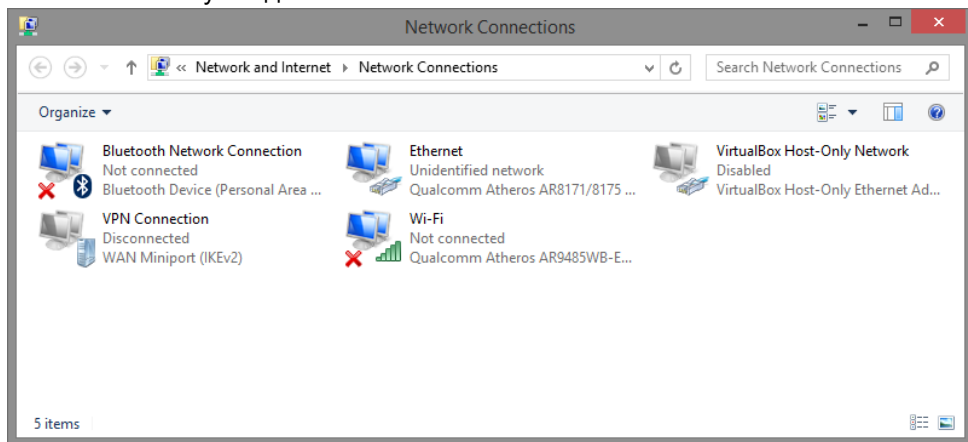 Network Connections
« Network and Internet ▸ Network Connections
Search Network Connections
Organize
Bluetooth Network Connection
Not connected
Bluetooth Device (Personal Area ...
Ethernet
Unidentified network
Qualcomm Atheros AR8171/8175 ...
VirtualBox Host-Only Network
Disabled
VirtualBox Host-Only Ethernet Ad...
VPN Connection
Disconnected
WAN Miniport (IKEv2)
Wi-Fi
Not connected
Qualcomm Atheros AR9485WB-E...
5 items